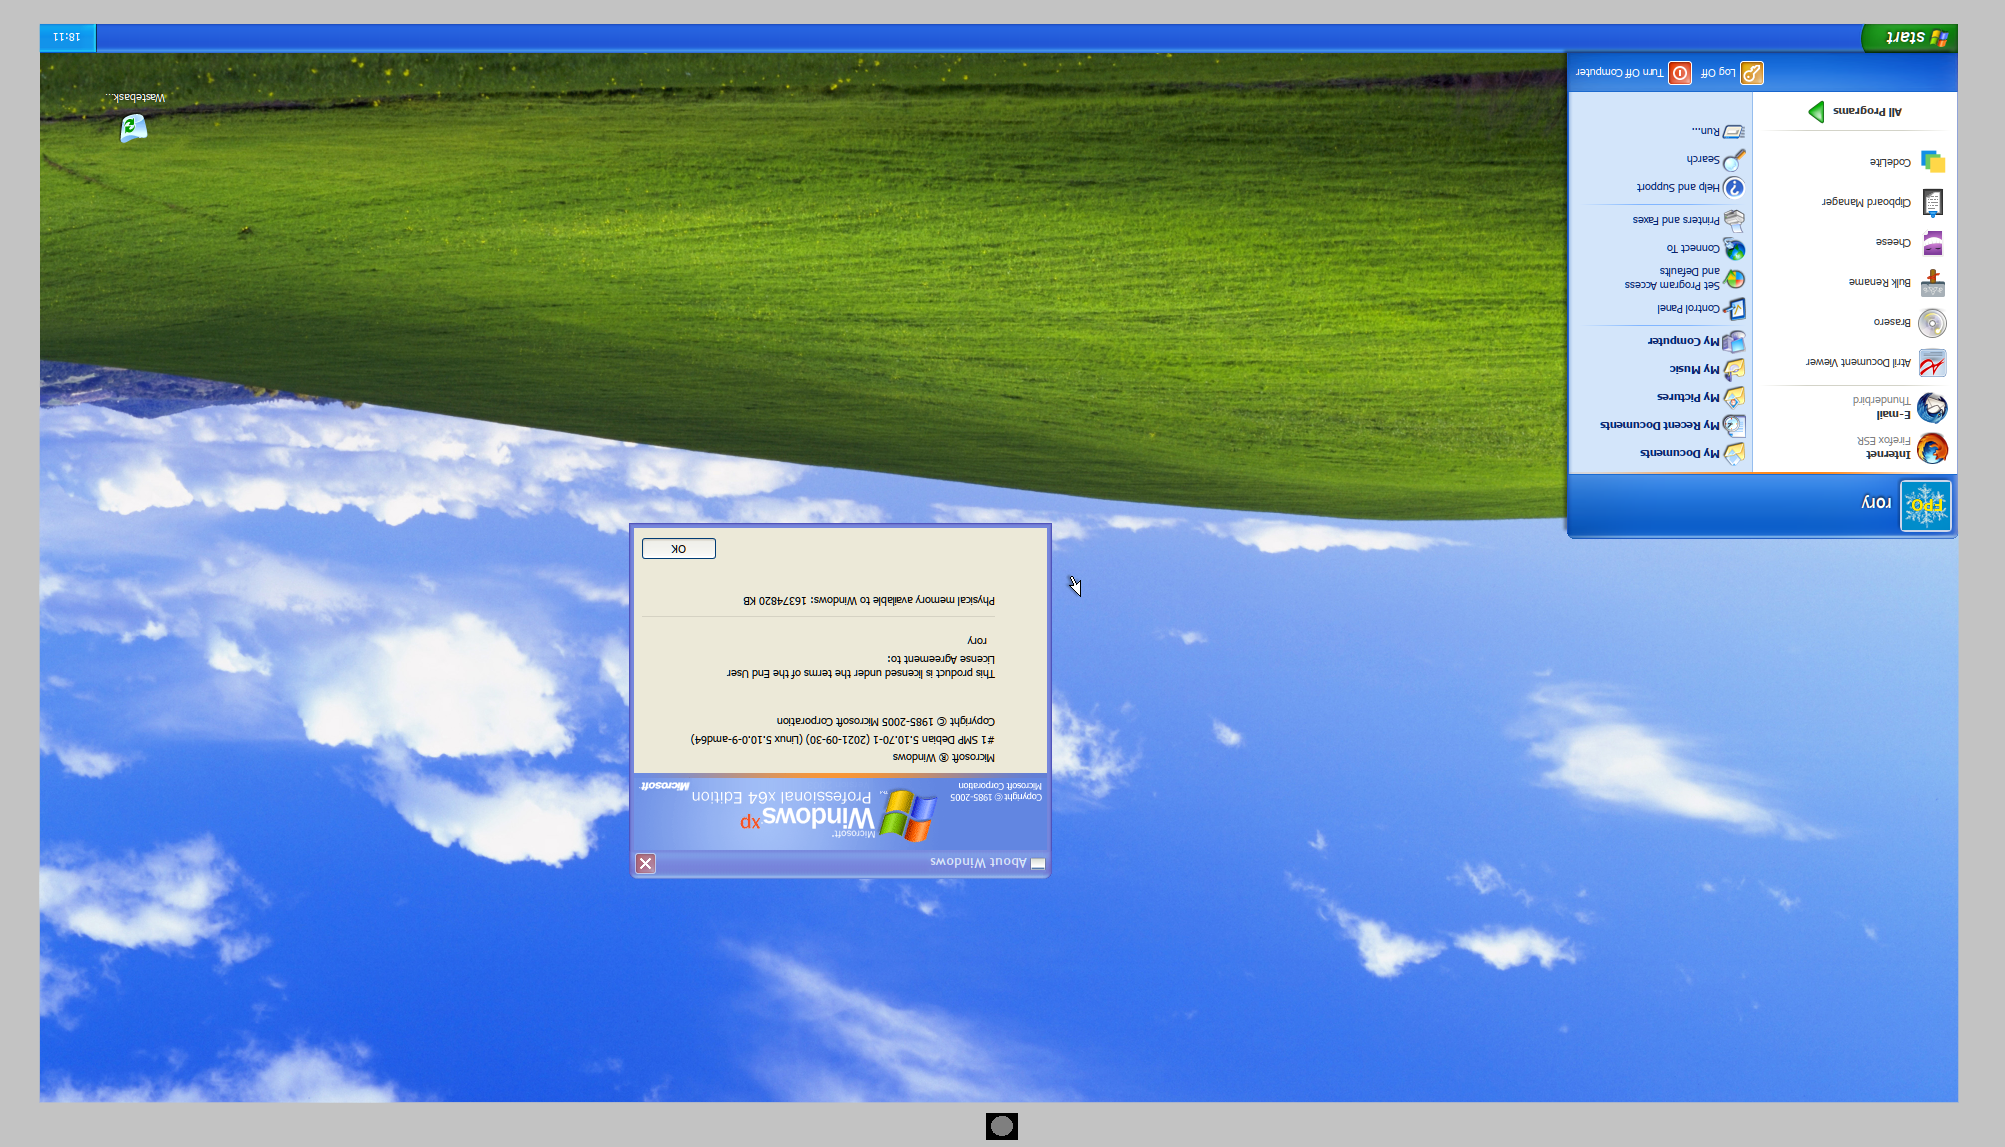 About Windows
Copyright © 1985-2005
Microsoft Corporation
Microsoft®
Windows xp
Professional x64 Edition
Microsoft
Microsoft ® Windows
#1 SMP Debian 5.10.70-1 (2021-09-30) (Linux 5.10.0-9-amd64)
Copyright © 1985-2005 Microsoft Corporation
This product is licensed under the terms of the End User
License Agreement to:
rory
Physical memory available to Windows: 16374820 KB
OK
FPO
rory
Internet
Firefox ESR
E-mail
Thunderbird
Atril Document Viewer
Brasero
Bulk Rename
Cheese
Clipboard Manager
CodeLite
All Programs
My Documents
My Recent Documents
My Pictures
My Music
My Computer
Control Panel
Set Program Access
and Defaults
Connect To
Printers and Faxes
Help and Support
Search
Run...
Log Off
Turn Off Computer
Wastebask...
start
18:11